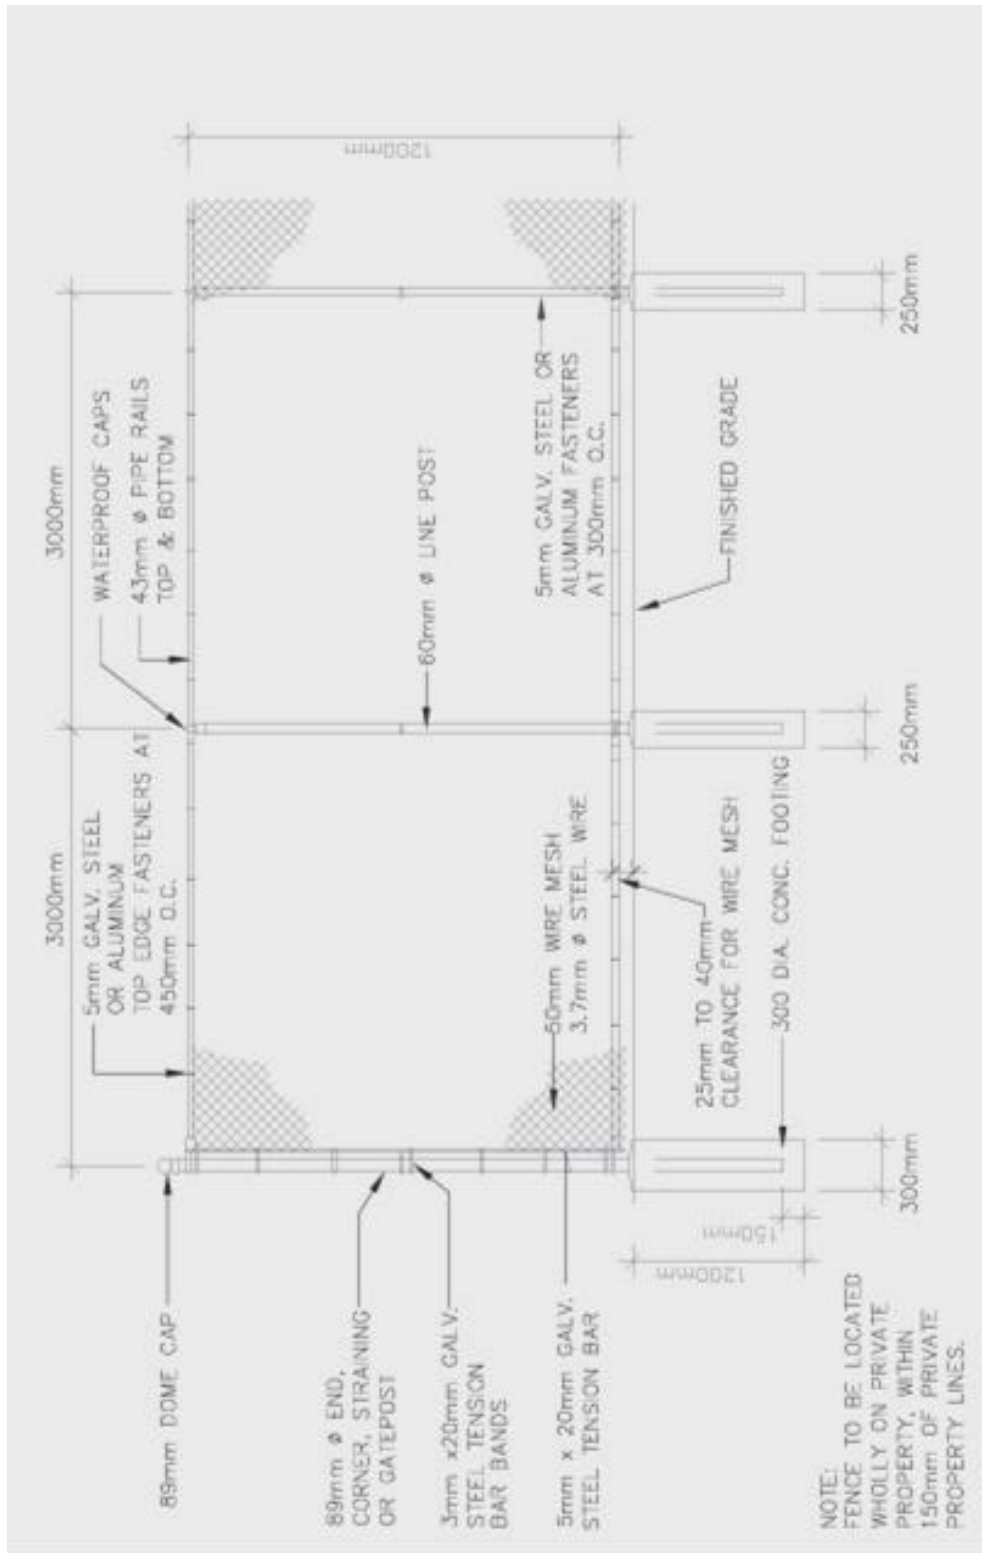 3000mm
3000mm
5mm GALV. STEEL
OR ALUMINUM
TOP EDGE FASTENERS AT
450mm O.C.
WATERPROOF CAPS
43mm ø PIPE RAILS
TOP & BOTTOM
1200mm
89mm DOME CAP
89mm ø END,
CORNER, STRAINING
OR GATEPOST
3mm x20mm GALV.
STEEL TENSION
BAR BANDS
5mm x 20mm GALV.
STEEL TENSION BAR
60mm ø LINE POST
5mm GALV. STEEL OR
ALUMINUM FASTENERS
AT 300mm O.C.
WIRE MESH
3.7mm ø STEEL WIRE
25mm TO 40mm
CLEARANCE FOR WIRE MESH
FINISHED GRADE
300 DIA. CONC. FOOTING
1200mm
150mm
300mm
250mm
250mm
NOTE:
FENCE TO BE LOCATED
WHOLLY ON PRIVATE
PROPERTY, WITHIN
150mm OF PRIVATE
PROPERTY LINES.